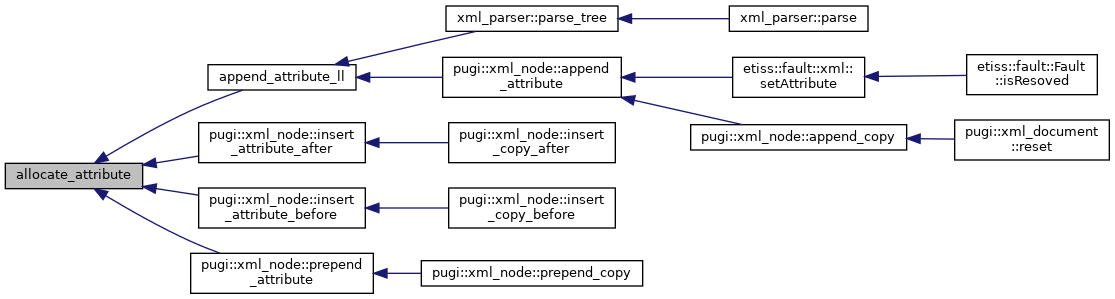 xml_parser::parse_tree
xml_parser::parse
append_attribute_ll
pugi::xml_node::append
_attribute
etiss::fault::xml::
setAttribute
etiss::fault::Fault
::isResoved
pugi::xml_node::append_copy
pugi::xml_document
::reset
pugi::xml_node::insert
_attribute_after
pugi::xml_node::insert
_copy_after
allocate_attribute
pugi::xml_node::insert
_attribute_before
pugi::xml_node::insert
_copy_before
pugi::xml_node::prepend
_attribute
pugi::xml_node::prepend_copy